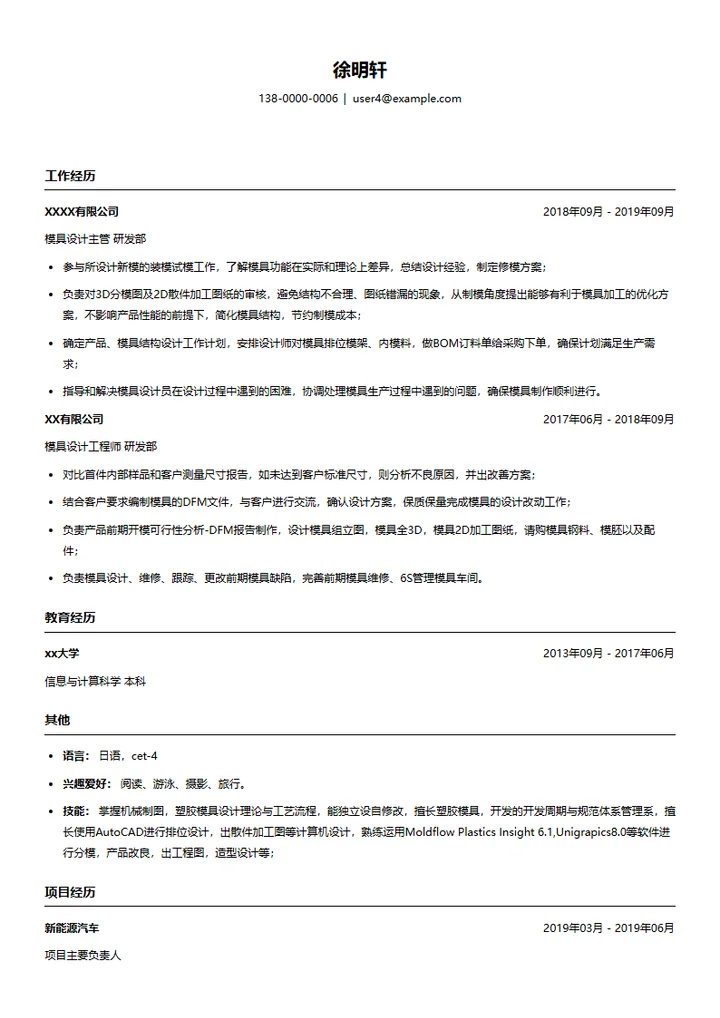 徐明轩
138-0000-0006 | user4@example.com
工作经历
XXXX有限公司 2018年09月 - 2019年09月
模具设计主管 研发部
• 参与所设计新模的装模试模工作，了解模具功能在实际和理论上差异，总结设计经验，制定修模方案；
• 负责对3D分模图及2D散件加工图纸的审核，避免结构不合理、图纸错漏的现象，从制模角度提出能够有利于模具加工的优化方
案，不影响产品性能的前提下，简化模具结构，节约制模成本；
• 确定产品、模具结构设计工作计划，安排设计师对模具排位模架、内模料，做BOM订料单给采购下单，确保计划满足生产需
求；
• 指导和解决模具设计员在设计过程中遇到的困难，协调处理模具生产过程中遇到的问题，确保模具制作顺利进行。
XX有限公司 2017年06月 - 2018年09月
模具设计工程师 研发部
• 对比首件内部样品和客户测量尺寸报告，如未达到客户标准尺寸，则分析不良原因，并出改善方案；
• 结合客户要求编制模具的DFM文件，与客户进行交流，确认设计方案，保质保量完成模具的设计改动工作；
• 负责产品前期开模可行性分析-DFM报告制作，设计模具组立图，模具全3D，模具2D加工图纸，请购模具钢料、模胚以及配
件；
• 负责模具设计、维修、跟踪、更改前期模具缺陷，完善前期模具维修、6S管理模具车间。
教育经历
xx大学 2013年09月 - 2017年06月
信息与计算科学 本科
其他
• 语言： 日语，cet-4
• 兴趣爱好： 阅读、游泳、摄影、旅行。
• 技能： 掌握机械制图，塑胶模具设计理论与工艺流程，能独立设自修改，擅长塑胶模具，开发的开发周期与规范体系管理系，擅
长使用AutoCAD进行排位设计，出散件加工图等计算机设计，熟练运用Moldflow Plastics Insight 6.1,Unigrapics8.0等软件进
行分模，产品改良，出工程图，造型设计等；
项目经历
新能源汽车 2019年03月 - 2019年06月
项目主要负责人